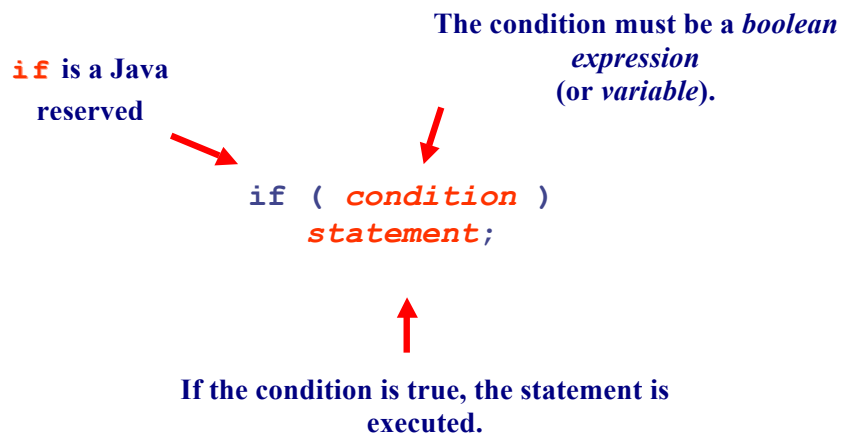 The condition must be a boolean
expression
(or variable).
if is a Java
reserved
if ( condition )
statement;
If the condition is true, the statement is
executed.